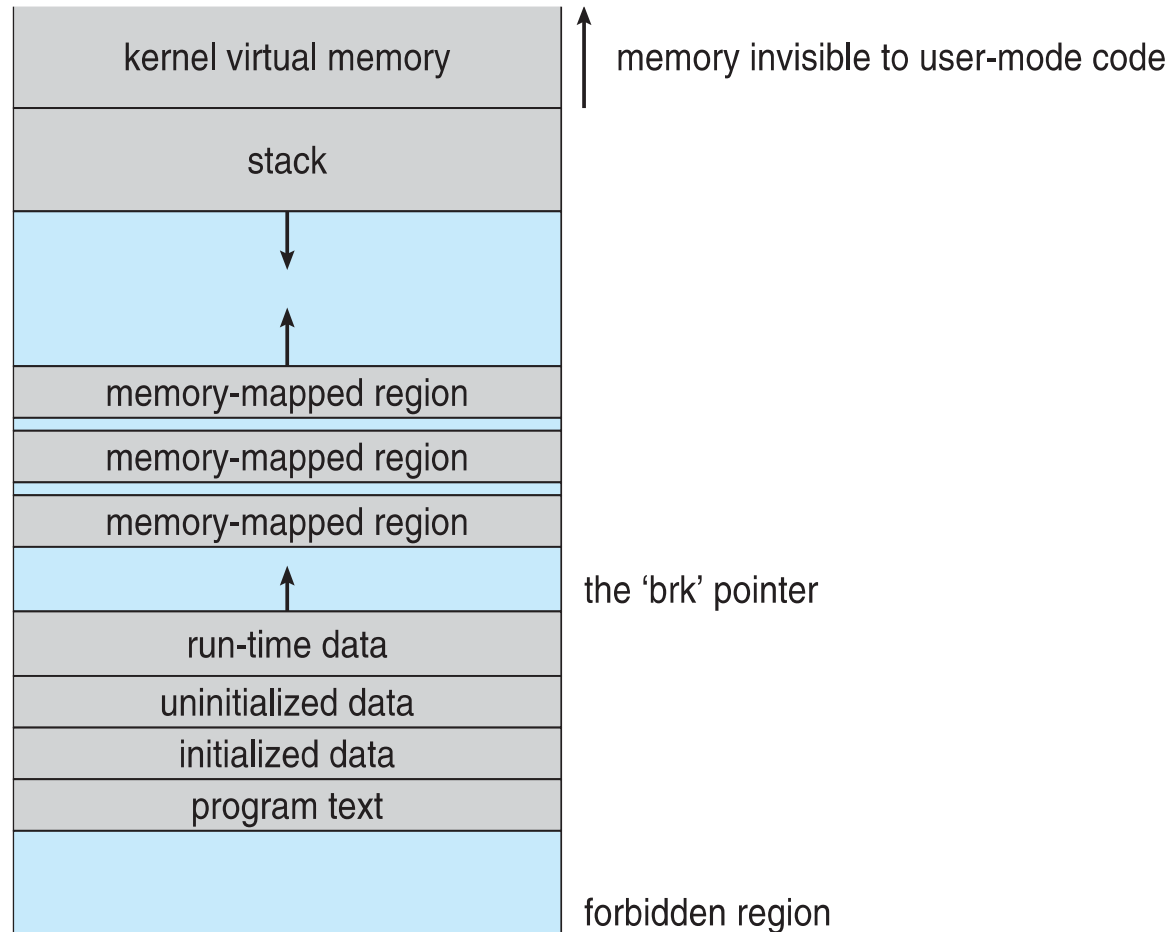 kernel virtual memory
memory invisible to user-mode code
stack
memory-mapped region
memory-mapped region
memory-mapped region
the ‘brk’ pointer
run-time data
uninitialized data
initialized data
program text
forbidden region